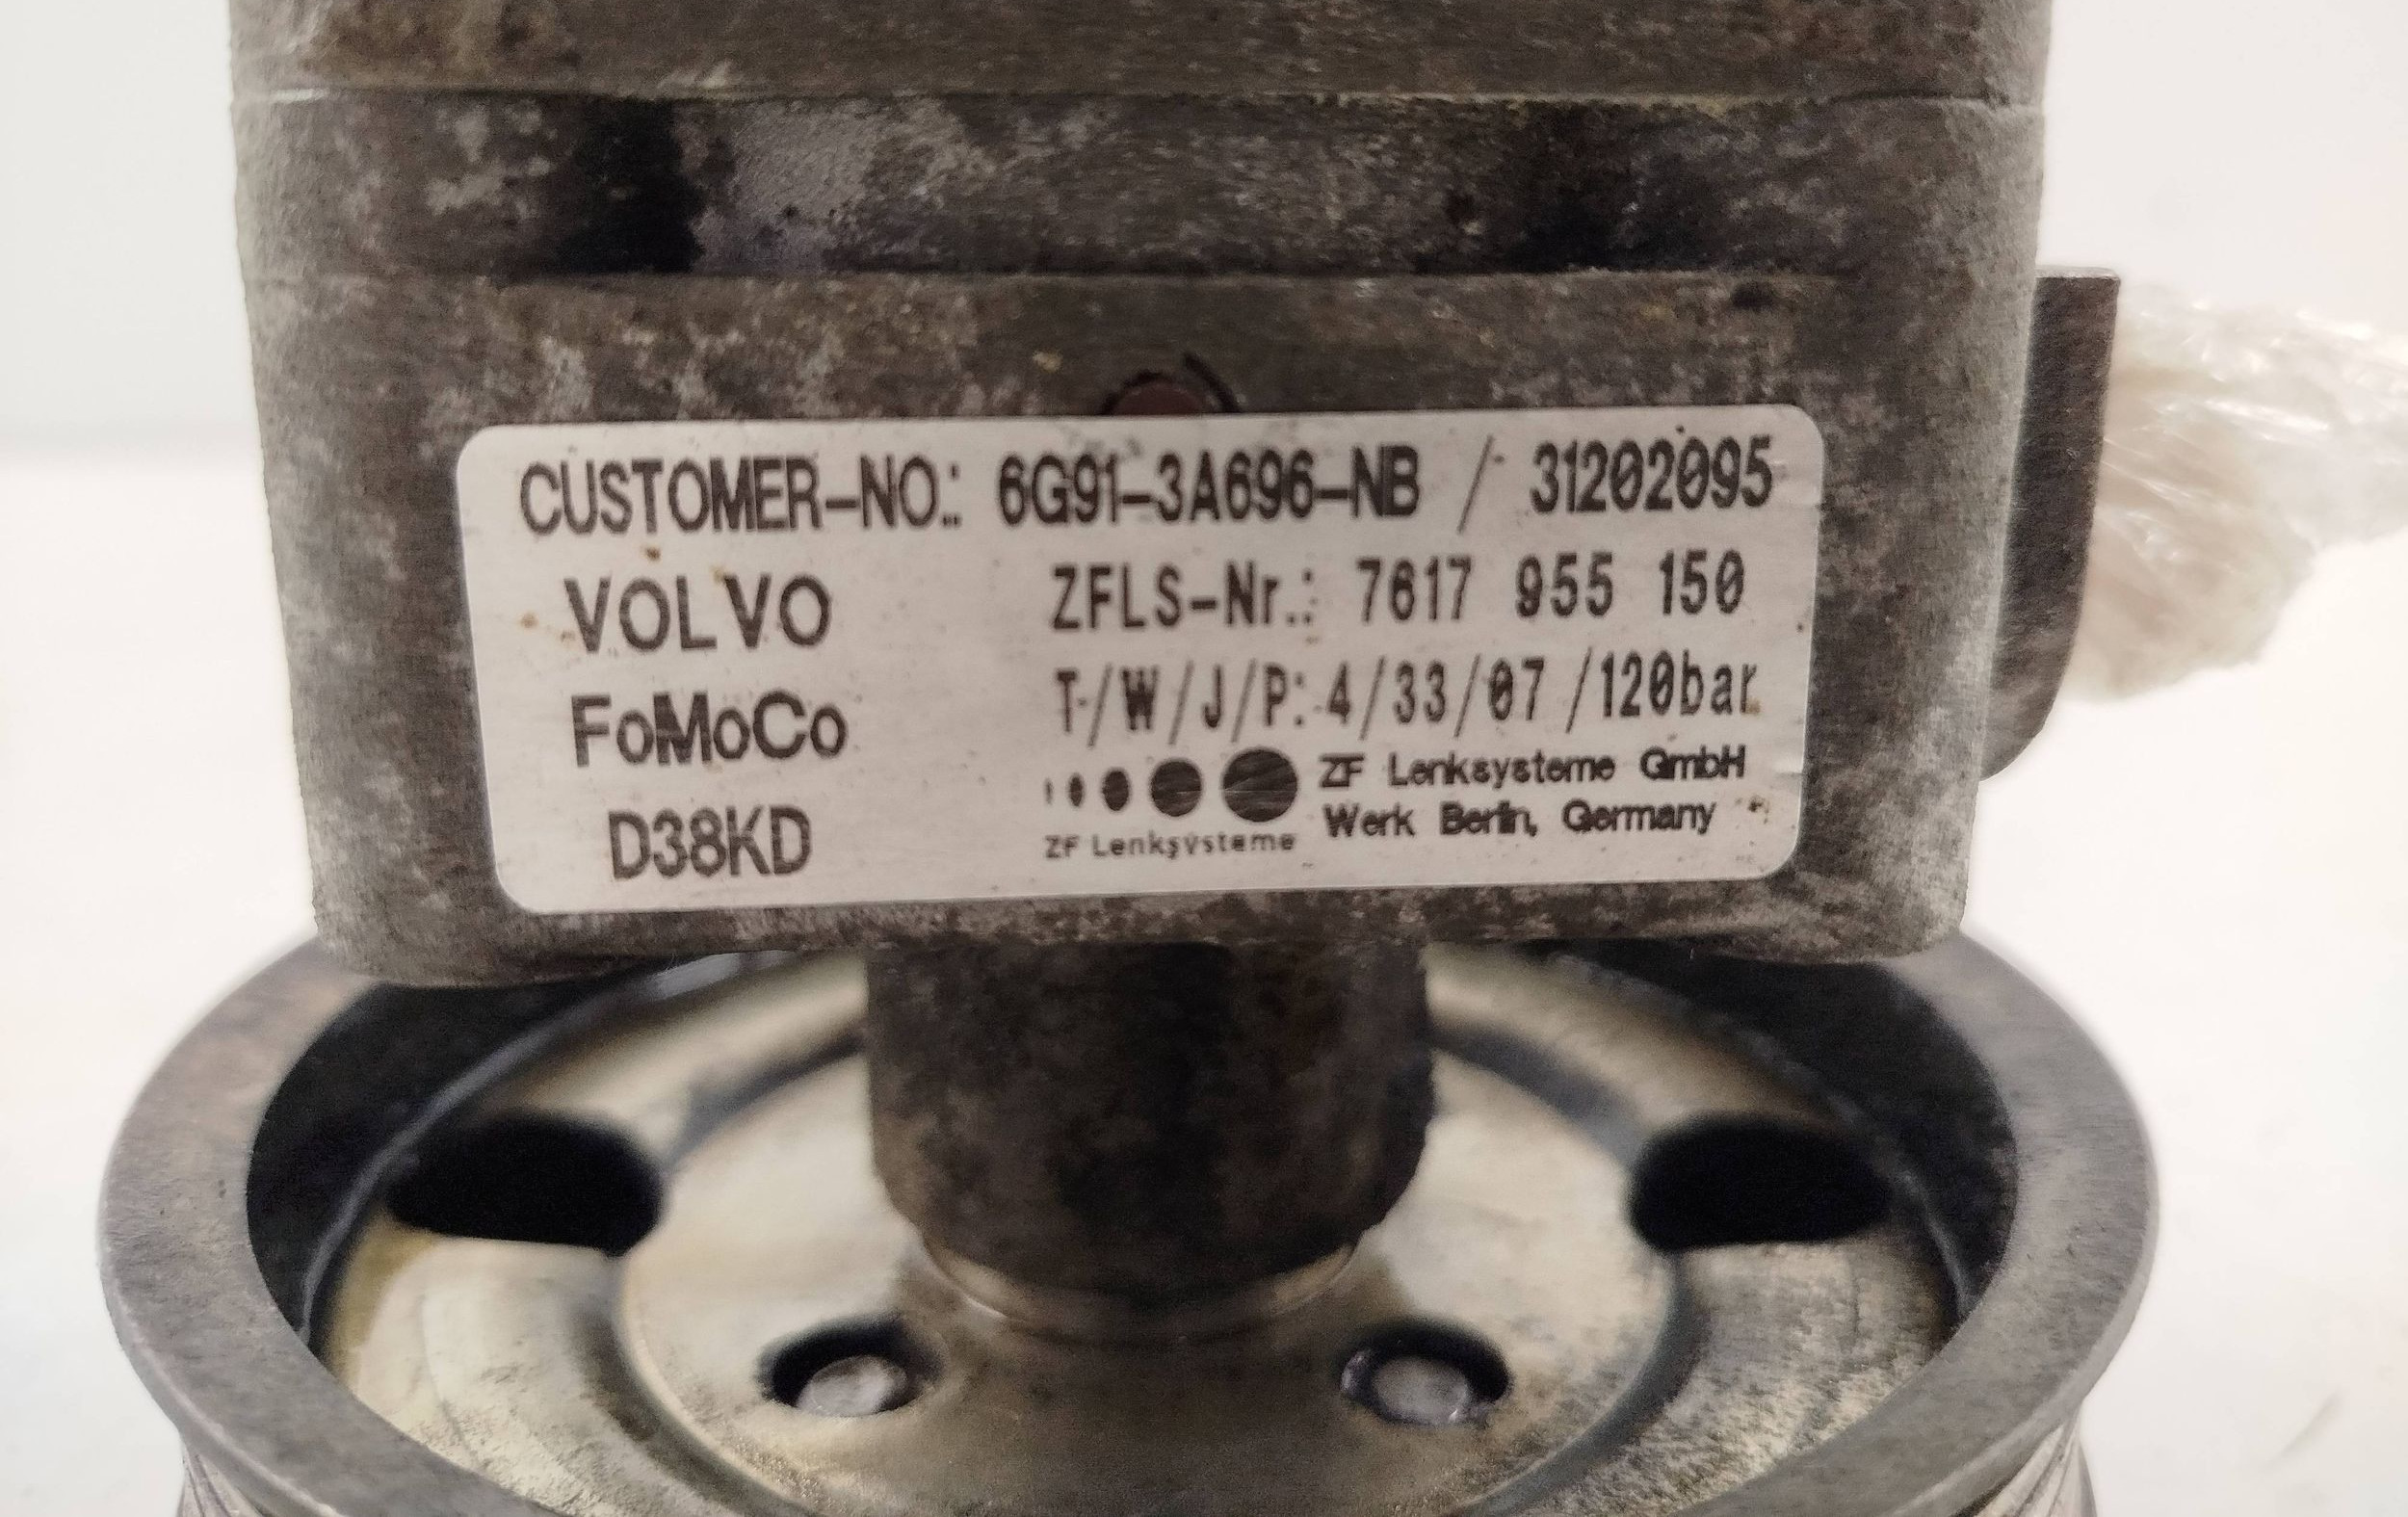 CUSTOMER-NO.: 6G91-3A696-NB / 31202095
VOLVO ZFLS-Nr.: 7617 955 150
FoMoCo T/W/J/P: 4/33/07 /120bar
D38KD ZF Lenksysteme ZF Lenksysteme GmbH
Werk Berlin, Germany